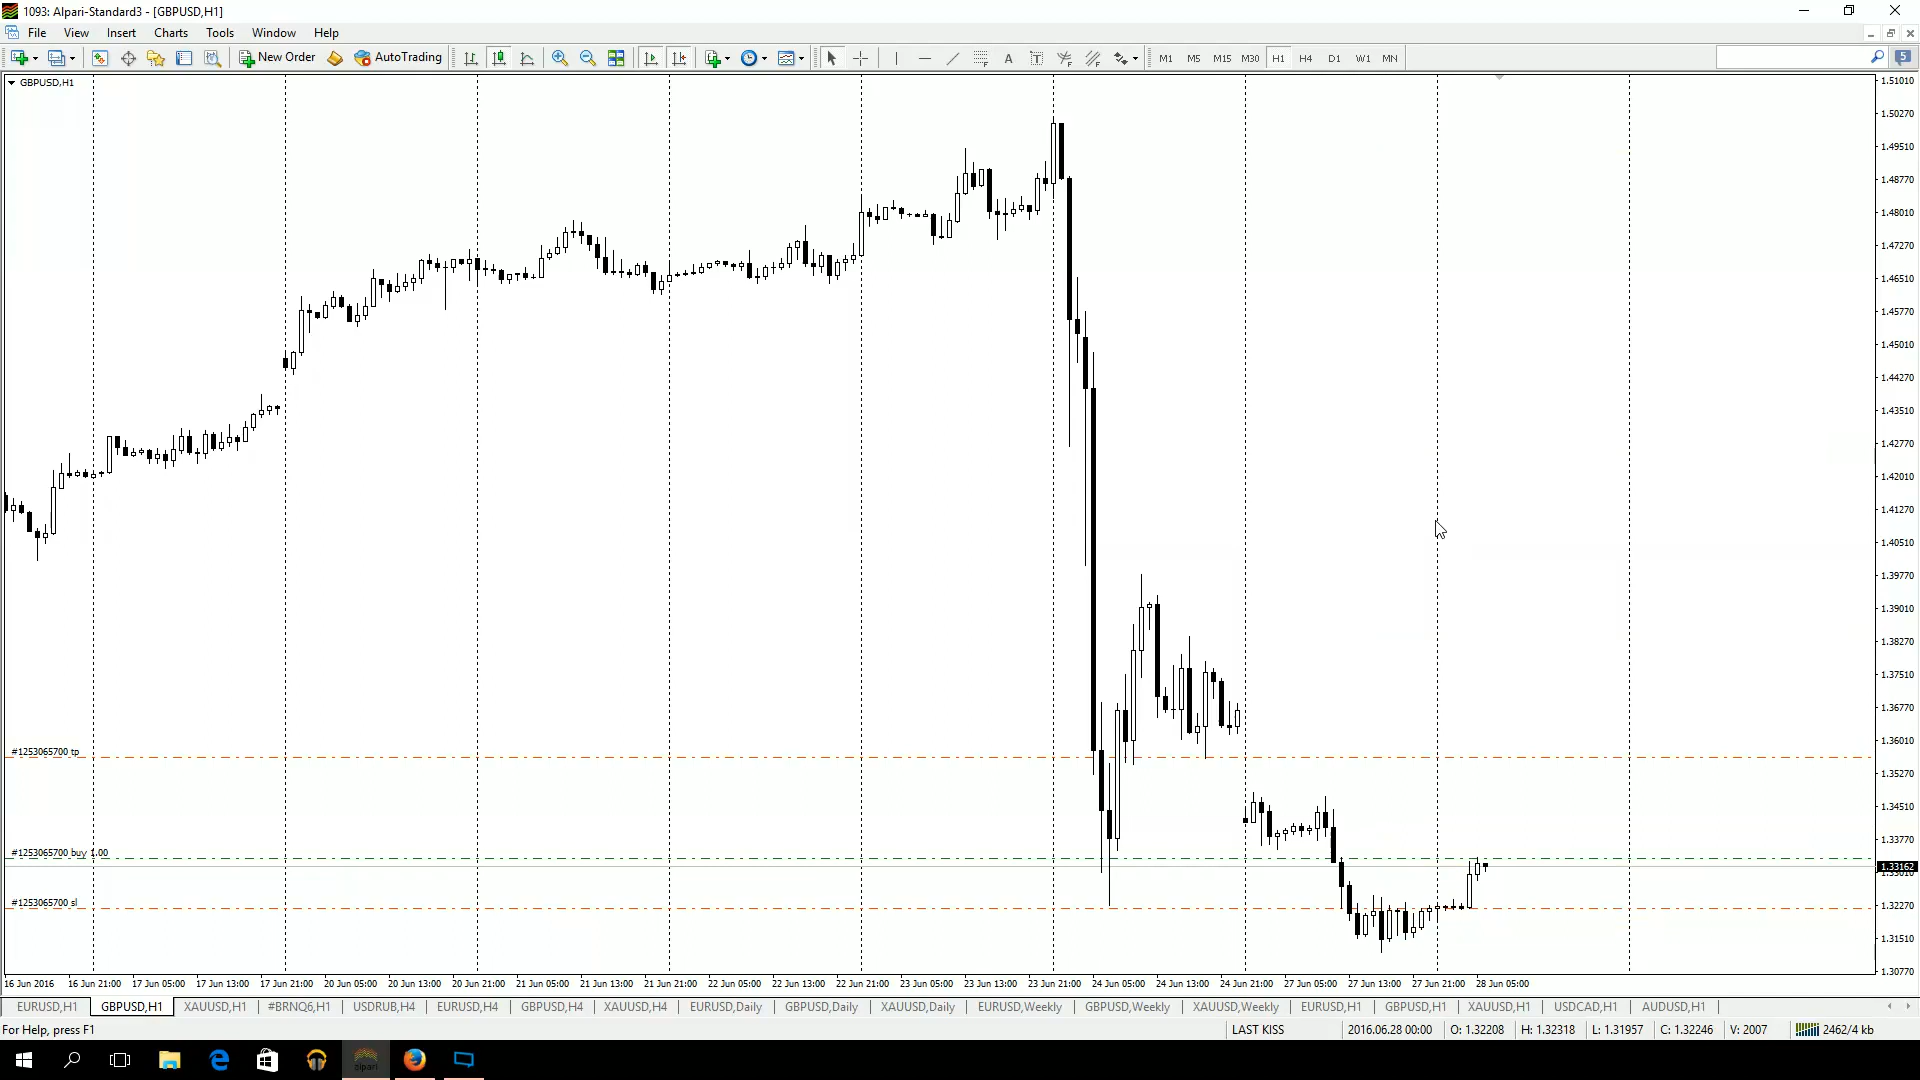 1093: Alpari-Standard3 - [GBPUSD,H1]
File View Insert Charts Tools Window Help
New Order AutoTrading A T M1 M5 M15 M30 H1 H4 D1 W1 MN 5
GBPUSD,H1
1.51010
1.50270
1.49510
1.48770
1.48010
1.47270
1.46510
1.45770
1.45010
1.44270
1.43510
1.42770
1.42010
1.41270
1.40510
1.39770
1.39010
1.38270
1.37510
1.36770
1.36010
#1253065700 tp
1.35270
1.34510
1.33770
#1253065700 buy 1.00
1.33162
1.33010
#1253065700 sl
1.32270
1.31510
1.30770
16 Jun 2016 16 Jun 21:00 17 Jun 05:00 17 Jun 13:00 17 Jun 21:00 20 Jun 05:00 20 Jun 13:00 20 Jun 21:00 21 Jun 05:00 21 Jun 13:00 21 Jun 21:00 22 Jun 05:00 22 Jun 13:00 22 Jun 21:00 23 Jun 05:00 23 Jun 13:00 23 Jun 21:00 24 Jun 05:00 24 Jun 13:00 24 Jun 21:00 27 Jun 05:00 27 Jun 13:00 27 Jun 21:00 28 Jun 05:00
EURUSD,H1 GBPUSD,H1 XAUUSD,H1 #BRNQ6,H1 USDRUB,H4 EURUSD,H4 GBPUSD,H4 XAUUSD,H4 EURUSD,Daily GBPUSD,Daily XAUUSD,Daily EURUSD,Weekly GBPUSD,Weekly XAUUSD,Weekly EURUSD,H1 GBPUSD,H1 XAUUSD,H1 USDCAD,H1 AUDUSD,H1
For Help, press F1 LAST KISS 2016.06.28 00:00 O: 1.32208 H: 1.32318 L: 1.31957 C: 1.32246 V: 2007 2462/4 kb
alpari